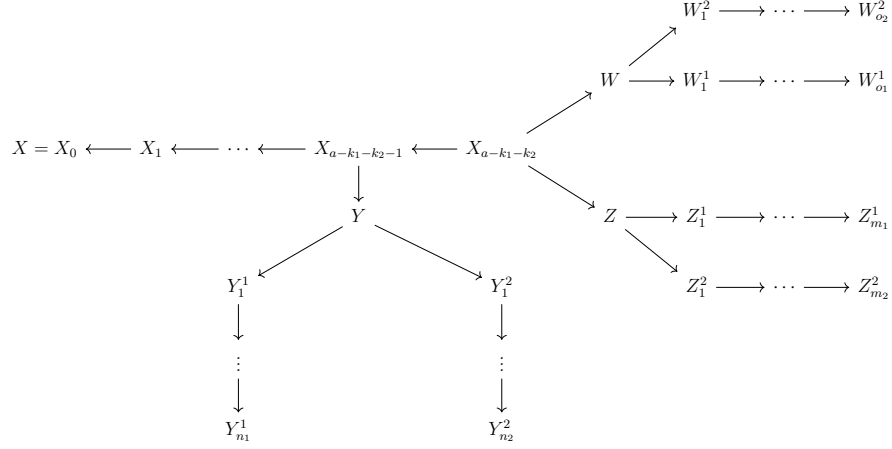 W_1^2 ⟶ ⋯ ⟶ W_{o_2}^2
W ⟶ W_1^1 ⟶ ⋯ ⟶ W_{o_1}^1
X = X_0 ⟵ X_1 ⟵ ⋯ ⟵ X_{a-k_1-k_2-1} ⟵ X_{a-k_1-k_2}
Y
Z ⟶ Z_1^1 ⟶ ⋯ ⟶ Z_{m_1}^1
Y_1^1
Y_1^2
Z_1^2 ⟶ ⋯ ⟶ Z_{m_2}^2
⋮
⋮
Y_{n_1}^1
Y_{n_2}^2